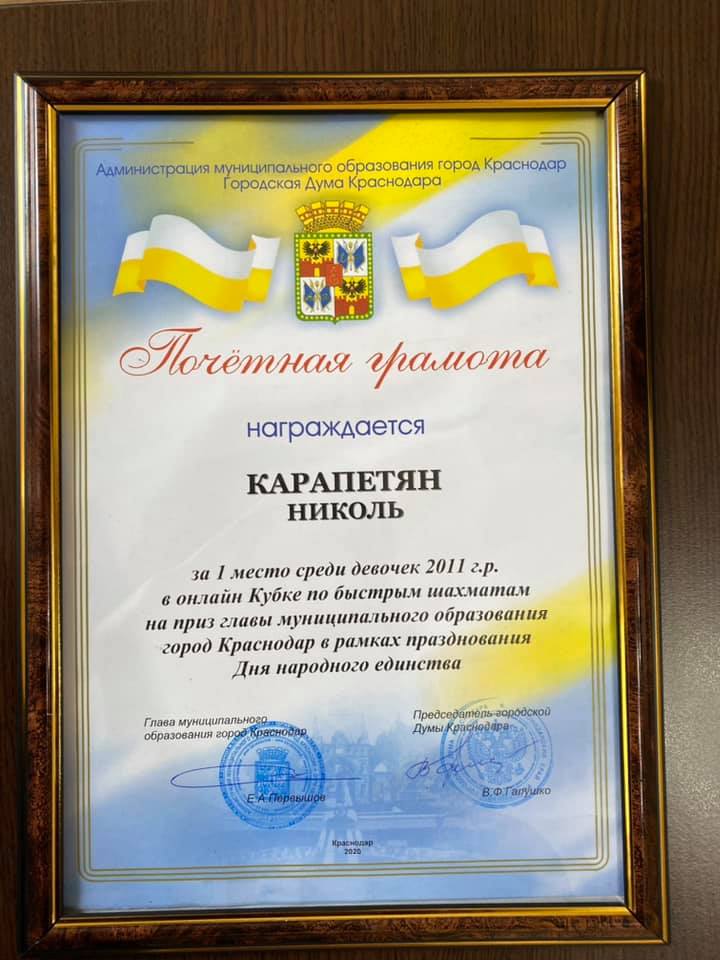 Администрация муниципального образования город Краснодар
Городская Дума Краснодара
Почётная грамота
награждается
КАРАПЕТЯН
НИКОЛЬ
за 1 место среди девочек 2011 г.р.
в онлайн Кубке по быстрым шахматам
на приз главы муниципального образования
город Краснодар в рамках празднования
Дня народного единства
Глава муниципального
образования город Краснодар
Е.А.Первышов
Председатель городской
Думы Краснодара
В.Ф.Галушко
Краснодар
2020